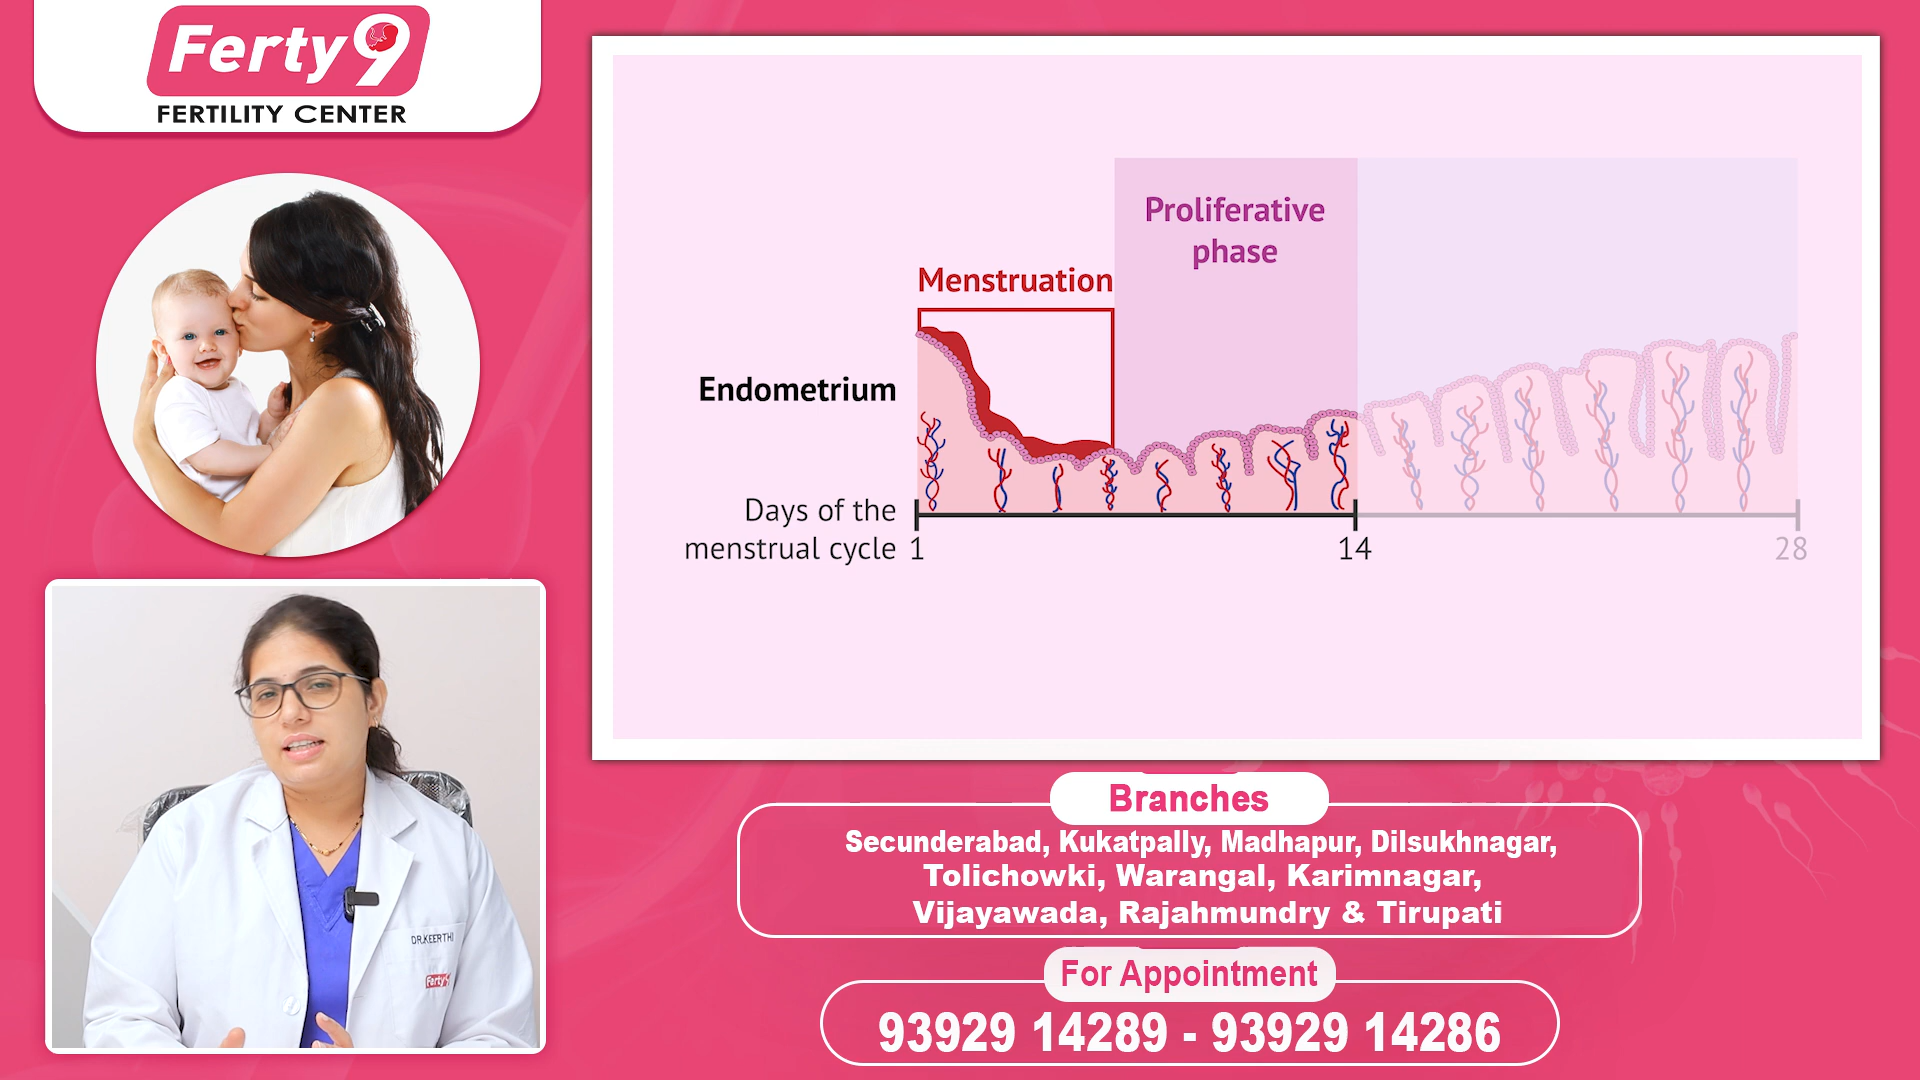 Ferty9
FERTILITY CENTER
Proliferative
phase
Menstruation
Endometrium
Days of the
menstrual cycle
1
14
28
DR.KEERTHI
Ferty9
Branches
Secunderabad, Kukatpally, Madhapur, Dilsukhnagar,
Tolichowki, Warangal, Karimnagar,
Vijayawada, Rajahmundry & Tirupati
For Appointment
93929 14289 - 93929 14286